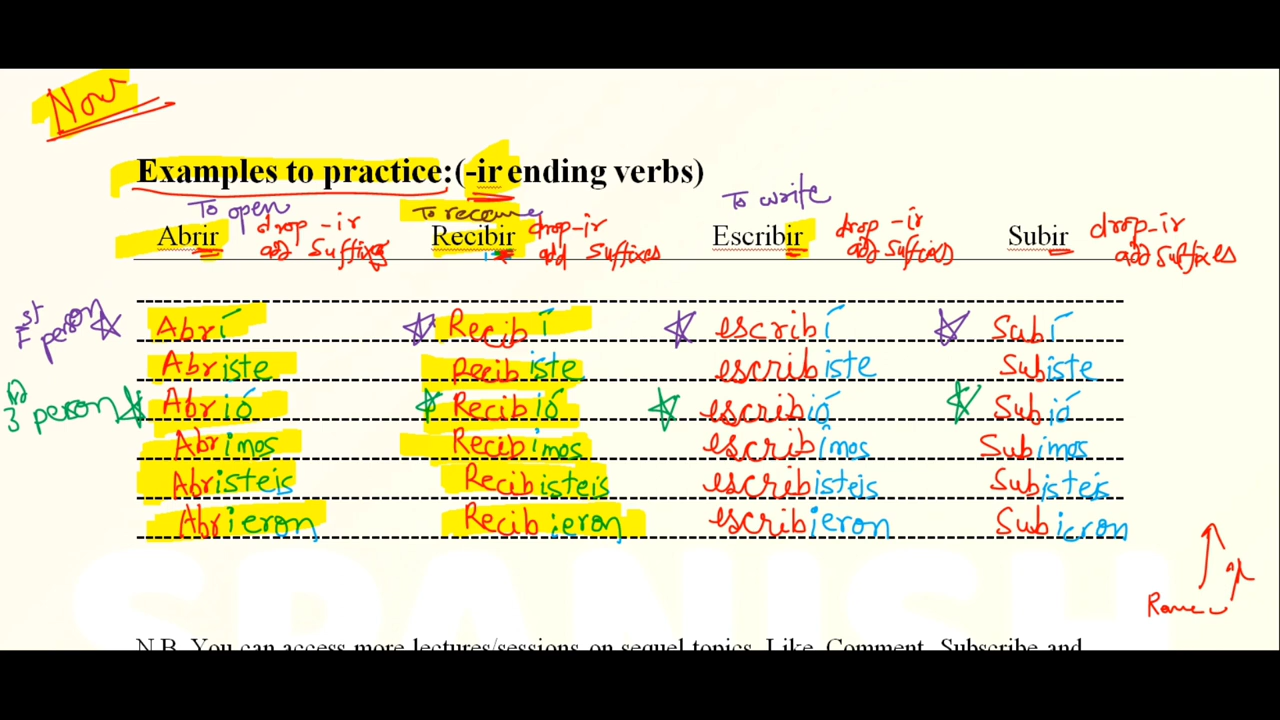 Now
Examples to practice:(-ir ending verbs)
To open To receive To write
Abrir drop -ir add suffixes Recibir drop -ir add suffixes Escribir drop -ir add suffixes Subir drop -ir add suffixes
1st person Abrí Recibí escribí Subí
Abriste Recibiste escribiste Subiste
3rd person Abrió Recibió escribió Subió
Abrimos Recibimos escribimos Subimos
Abristeis Recibisteis escribisteis Subisteis
Abrieron Recibieron escribieron Subieron
SPANISH
N.B. You can access more lectures/sessions on sequel topics. Like, Comment, Subscribe and